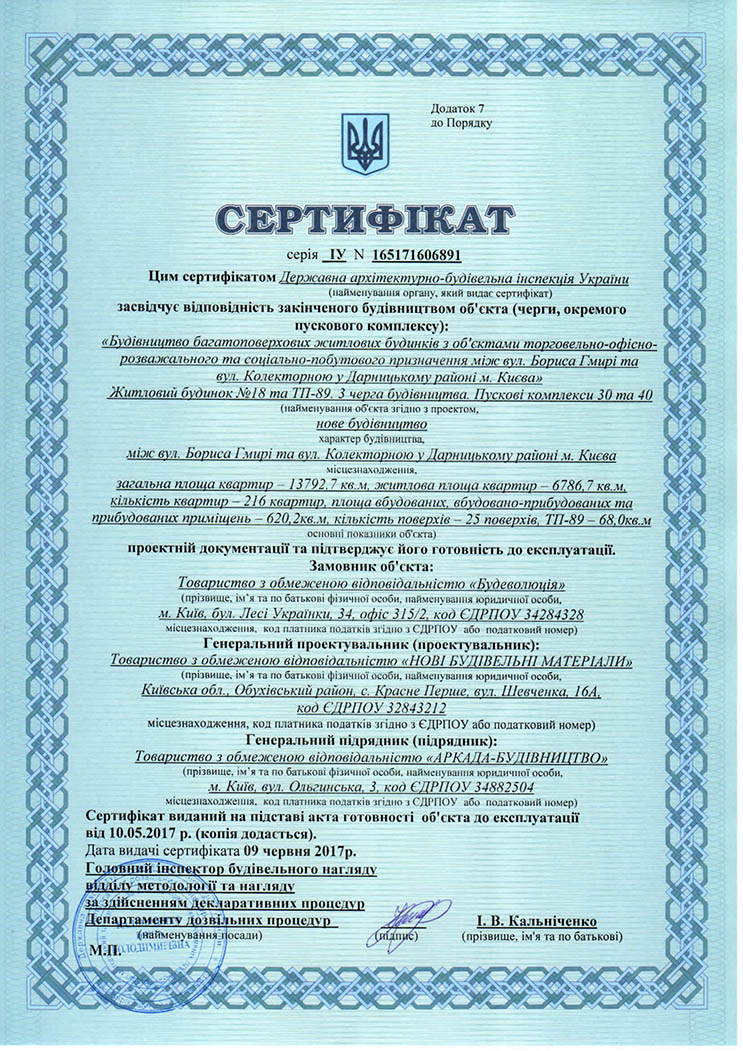 Додаток 7
до Порядку
СЕРТИФІКАТ
серія ІУ N 165171606891
Цим сертифікатом Державна архітектурно-будівельна інспекція України
(найменування органу, який видає сертифікат)
засвідчує відповідність закінченого будівництвом об'єкта (черги, окремого
пускового комплексу):
«Будівництво багатоповерхових житлових будинків з об'єктами торговельно-офісно-
розважального та соціально-побутового призначення між вул. Бориса Гмирі та
вул. Колекторною у Дарницькому районі м. Києва»
Житловий будинок №18 та ТП-89. 3 черга будівництва. Пускові комплекси 30 та 40
(найменування об'єкта згідно з проектом,
нове будівництво
характер будівництва,
між вул. Бориса Гмирі та вул. Колекторною у Дарницькому районі м. Києва
місцезнаходження,
загальна площа квартир – 13792,7 кв.м, житлова площа квартир – 6786,7 кв.м,
кількість квартир – 216 квартир, площа вбудованих, вбудовано-прибудованих та
прибудованих приміщень – 620,2кв.м, кількість поверхів – 25 поверхів, ТП-89 – 68,0кв.м
основні показники об'єкта)
проектній документації та підтверджує його готовність до експлуатації.
Замовник об'єкта:
Товариство з обмеженою відповідальністю «Будеволюція»
(прізвище, ім'я та по батькові фізичної особи, найменування юридичної особи,
м. Київ, бул. Лесі Українки, 34, офіс 315/2, код ЄДРПОУ 34284328
місцезнаходження, код платника податків згідно з ЄДРПОУ або податковий номер)
Генеральний проектувальник (проектувальник):
Товариство з обмеженою відповідальністю «НОВІ БУДІВЕЛЬНІ МАТЕРІАЛИ»
(прізвище, ім'я та по батькові фізичної особи, найменування юридичної особи,
Київська обл., Обухівський район, с. Красне Перше, вул. Шевченка, 16А,
код ЄДРПОУ 32843212
місцезнаходження, код платника податків згідно з ЄДРПОУ або податковий номер)
Генеральний підрядник (підрядник):
Товариство з обмеженою відповідальністю «АРКАДА-БУДІВНИЦТВО»
(прізвище, ім'я та по батькові фізичної особи, найменування юридичної особи,
м. Київ, вул. Ольгинська, 3, код ЄДРПОУ 34882504
місцезнаходження, код платника податків згідно з ЄДРПОУ або податковий номер)
Сертифікат виданий на підставі акта готовності об'єкта до експлуатації
від 10.05.2017 р. (копія додається).
Дата видачі сертифіката 09 червня 2017р.
Головний інспектор будівельного нагляду
відділу методології та нагляду
за здійсненням декларативних процедур
Департаменту дозвільних процедур І. В. Кальніченко
(найменування посади) (підпис) (прізвище, ім'я та по батькові)
М.П.